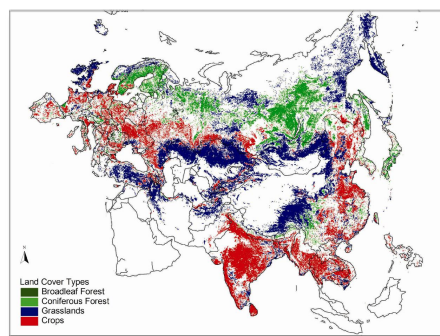 N
Land Cover Types
Broadleaf Forest
Coniferous Forest
Grasslands
Crops